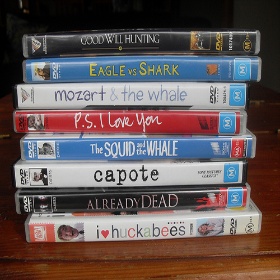 GOOD WILL HUNTING
EAGLE VS SHARK
mozart & the whale
P.S. I Love You
THE SQUID AND THE WHALE
capote
ALREADY DEAD
i huckabees